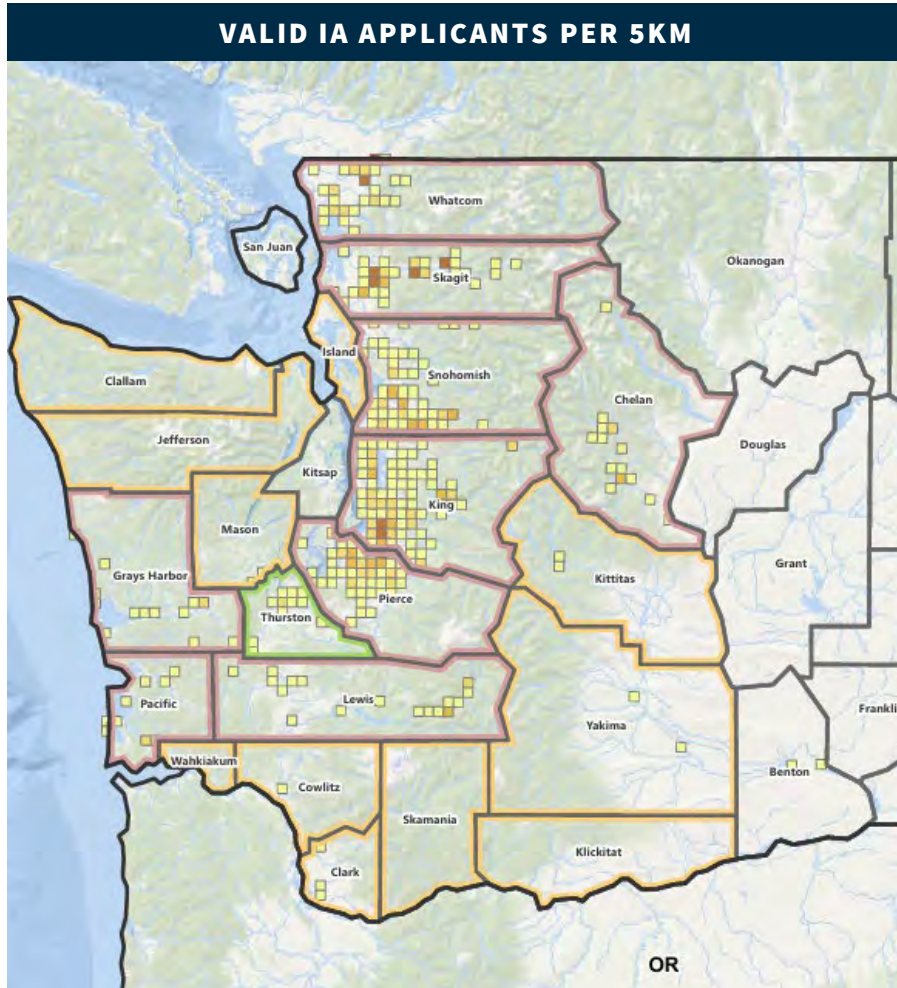 VALID IA APPLICANTS PER 5KM
Whatcom
San Juan
Okanogan
Skagit
Island
Snohomish
Clallam
Chelan
Jefferson
Douglas
Kitsap
King
Mason
Grant
Grays Harbor
Kittitas
Pierce
Thurston
Lewis
Pacific
Frankli
Yakima
Wahkiakum
Benton
Cowlitz
Skamania
Klickitat
Clark
OR